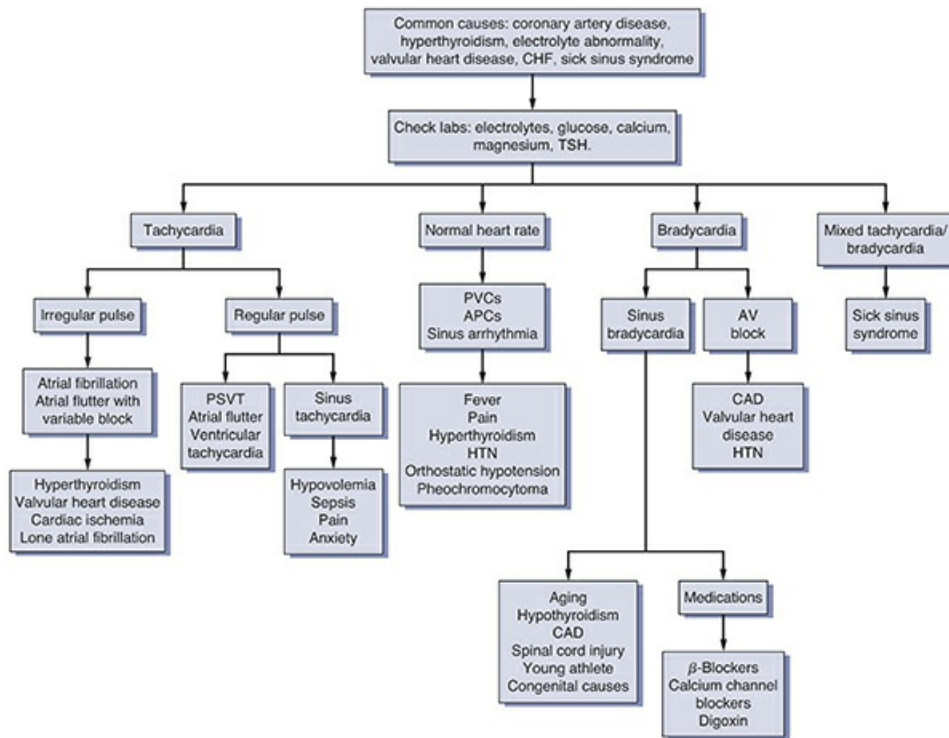 Common causes: coronary artery disease,
hyperthyroidism, electrolyte abnormality,
valvular heart disease, CHF, sick sinus syndrome
Check labs: electrolytes, glucose, calcium,
magnesium, TSH.
Tachycardia
Normal heart rate
Bradycardia
Mixed tachycardia/
bradycardia
Irregular pulse
Regular pulse
PVCs
APCs
Sinus arrhythmia
Sinus
bradycardia
AV
block
Sick sinus
syndrome
Atrial fibrillation
Atrial flutter with
variable block
PSVT
Atrial flutter
Ventricular
tachycardia
Sinus
tachycardia
Fever
Pain
Hyperthyroidism
HTN
Orthostatic hypotension
Pheochromocytoma
CAD
Valvular heart
disease
HTN
Hyperthyroidism
Valvular heart disease
Cardiac ischemia
Lone atrial fibrillation
Hypovolemia
Sepsis
Pain
Anxiety
Aging
Hypothyroidism
CAD
Spinal cord injury
Young athlete
Congenital causes
Medications
β-Blockers
Calcium channel
blockers
Digoxin